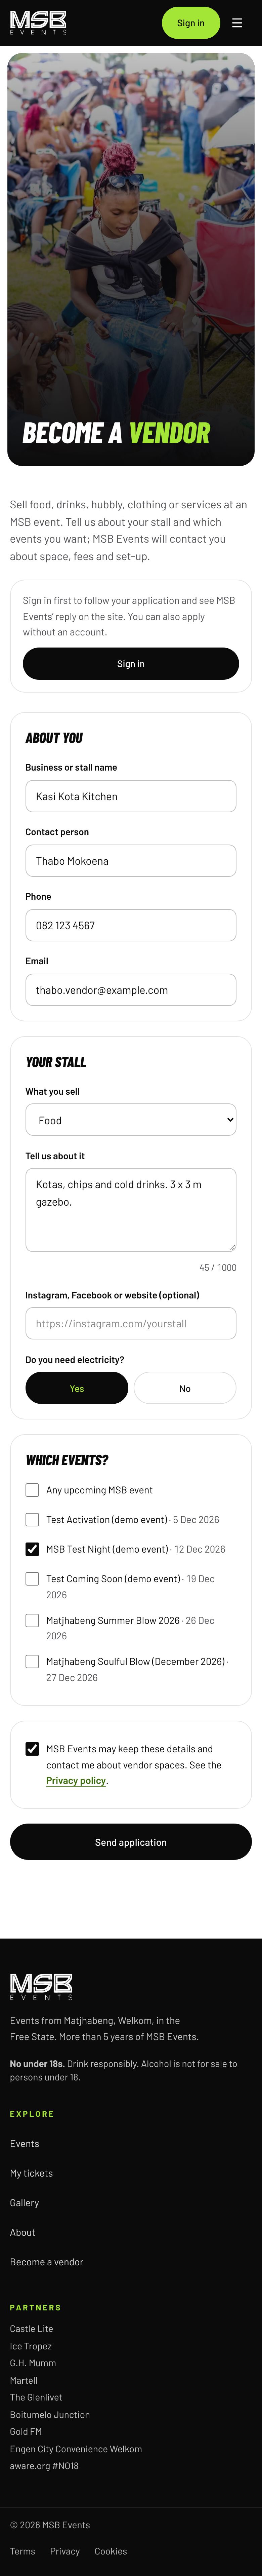 MSB
EVENTS
Sign in
BECOME A VENDOR
Sell food, drinks, hubbly, clothing or services at an
MSB event. Tell us about your stall and which
events you want; MSB Events will contact you
about space, fees and set-up.
Sign in first to follow your application and see MSB
Events' reply on the site. You can also apply
without an account.
Sign in
ABOUT YOU
Business or stall name
Kasi Kota Kitchen
Contact person
Thabo Mokoena
Phone
082 123 4567
Email
thabo.vendor@example.com
YOUR STALL
What you sell
Food
Tell us about it
Kotas, chips and cold drinks. 3 x 3 m
gazebo.
45 / 1000
Instagram, Facebook or website (optional)
https://instagram.com/yourstall
Do you need electricity?
Yes No
WHICH EVENTS?
Any upcoming MSB event
Test Activation (demo event) · 5 Dec 2026
MSB Test Night (demo event) · 12 Dec 2026
Test Coming Soon (demo event) · 19 Dec
2026
Matjhabeng Summer Blow 2026 · 26 Dec
2026
Matjhabeng Soulful Blow (December 2026) ·
27 Dec 2026
MSB Events may keep these details and
contact me about vendor spaces. See the
Privacy policy.
Send application
MSB
EVENTS
Events from Matjhabeng, Welkom, in the
Free State. More than 5 years of MSB Events.
No under 18s. Drink responsibly. Alcohol is not for sale to
persons under 18.
EXPLORE
Events
My tickets
Gallery
About
Become a vendor
PARTNERS
Castle Lite
Ice Tropez
G.H. Mumm
Martell
The Glenlivet
Boitumelo Junction
Gold FM
Engen City Convenience Welkom
aware.org #NO18
© 2026 MSB Events
Terms Privacy Cookies